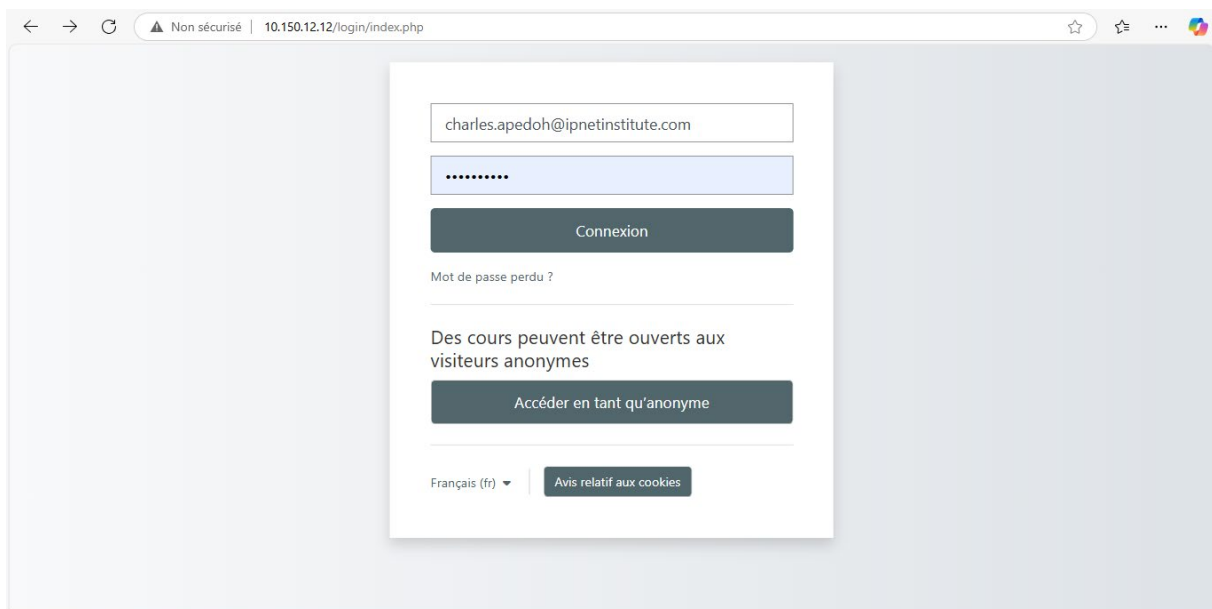 Non sécurisé | 10.150.12.12/login/index.php
charles.apedoh@ipnetinstitute.com
••••••••••
Connexion
Mot de passe perdu ?
Des cours peuvent être ouverts aux
visiteurs anonymes
Accéder en tant qu'anonyme
Français (fr)
Avis relatif aux cookies